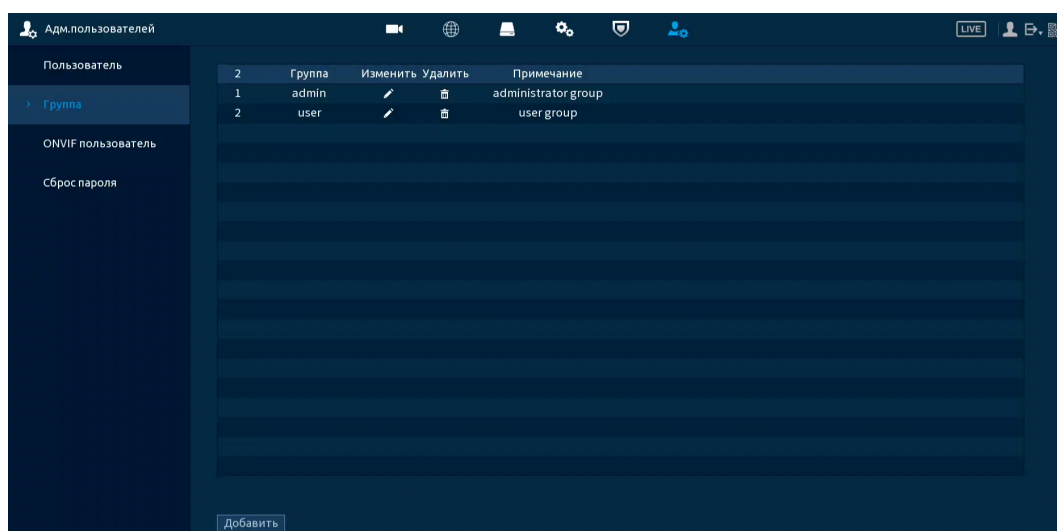 Адм.пользователей
LIVE
Пользователь
Группа
ONVIF пользователь
Сброс пароля
2 Группа Изменить Удалить Примечание
1 admin administrator group
2 user user group
Добавить